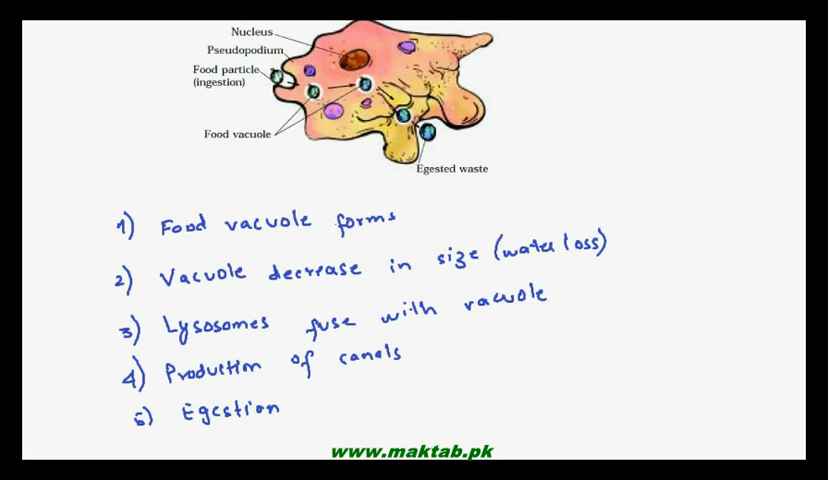 Nucleus
Pseudopodium
Food particle
(ingestion)
Food vacuole
Egested waste
1) Food vacuole forms
2) Vacuole decrease in size (water loss)
3) Lysosomes fuse with vacuole
4) Production of canals
5) Egestion
www.maktab.pk